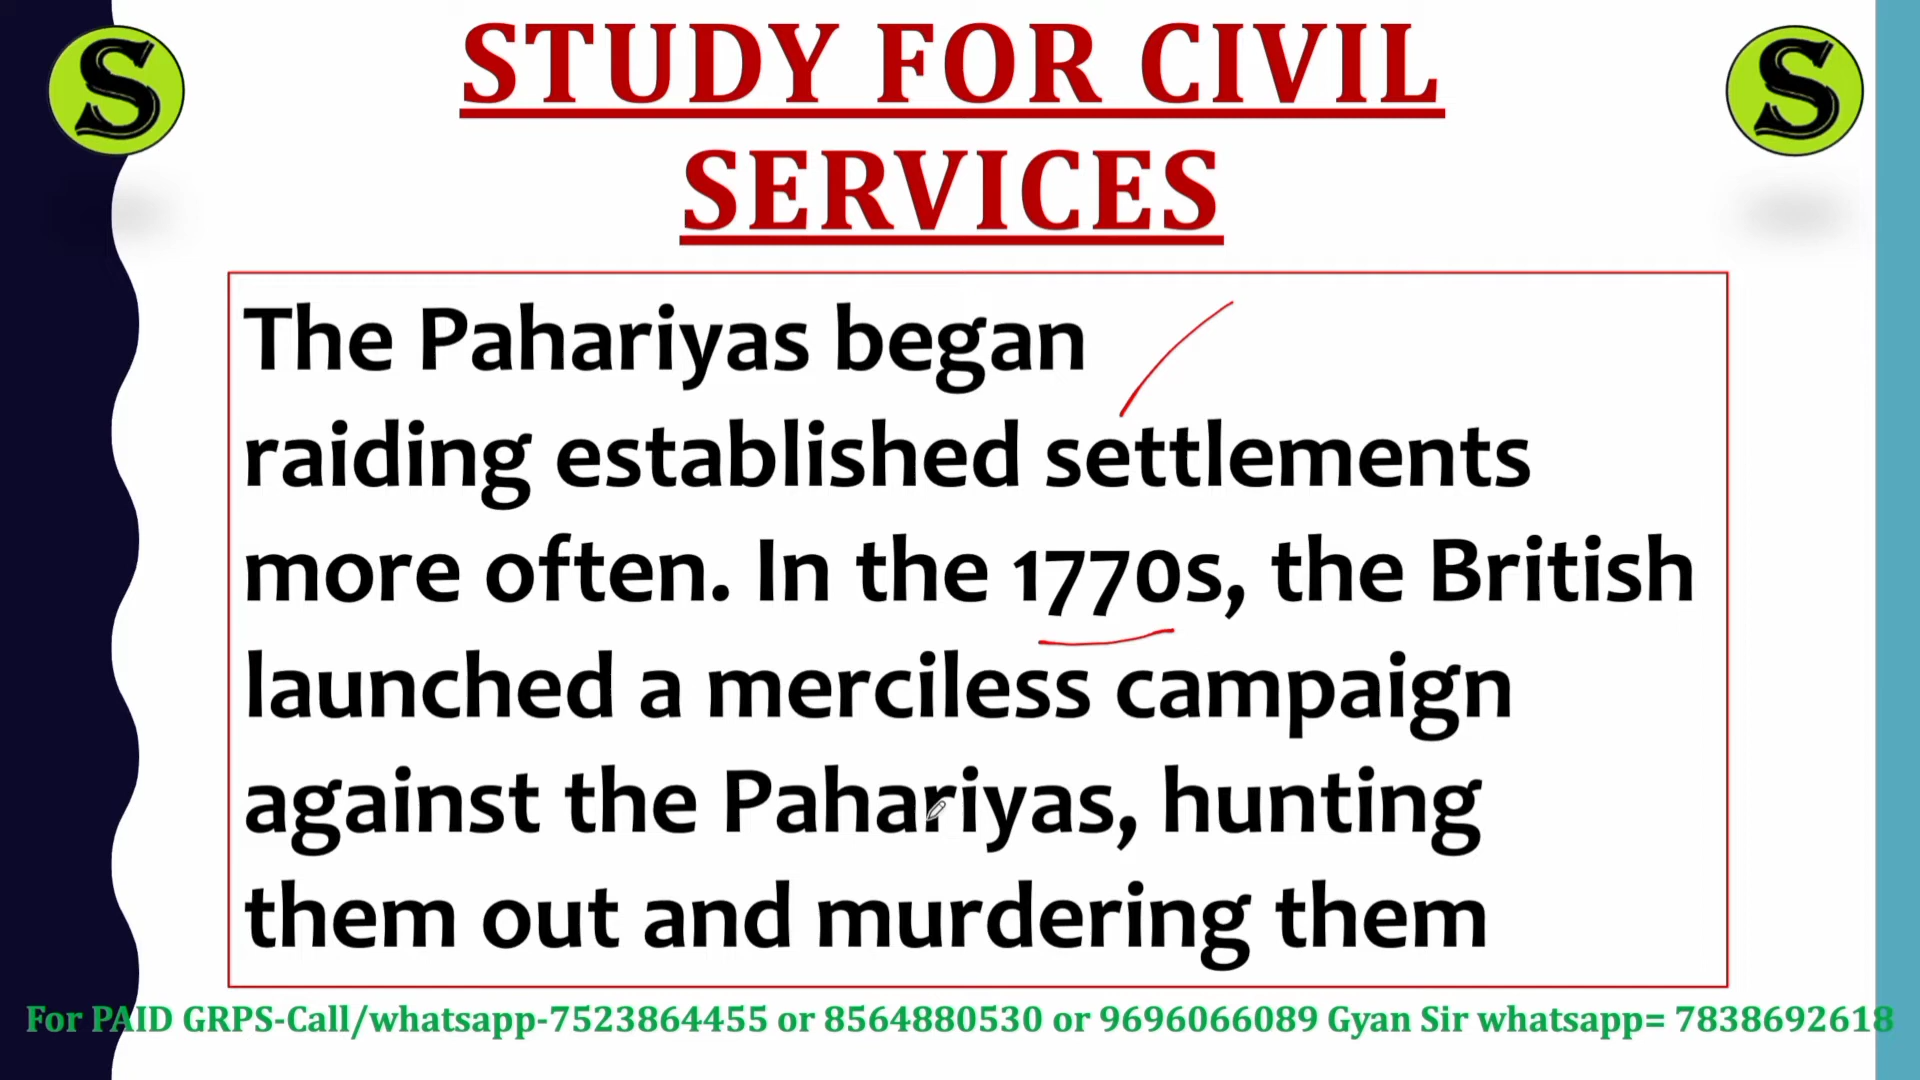 S
S
STUDY FOR CIVIL
SERVICES
The Pahariyas began
raiding established settlements
more often. In the 1770s, the British
launched a merciless campaign
against the Pahariyas, hunting
them out and murdering them
For PAID GRPS-Call/whatsapp-7523864455 or 8564880530 or 9696066089 Gyan Sir whatsapp= 7838692618